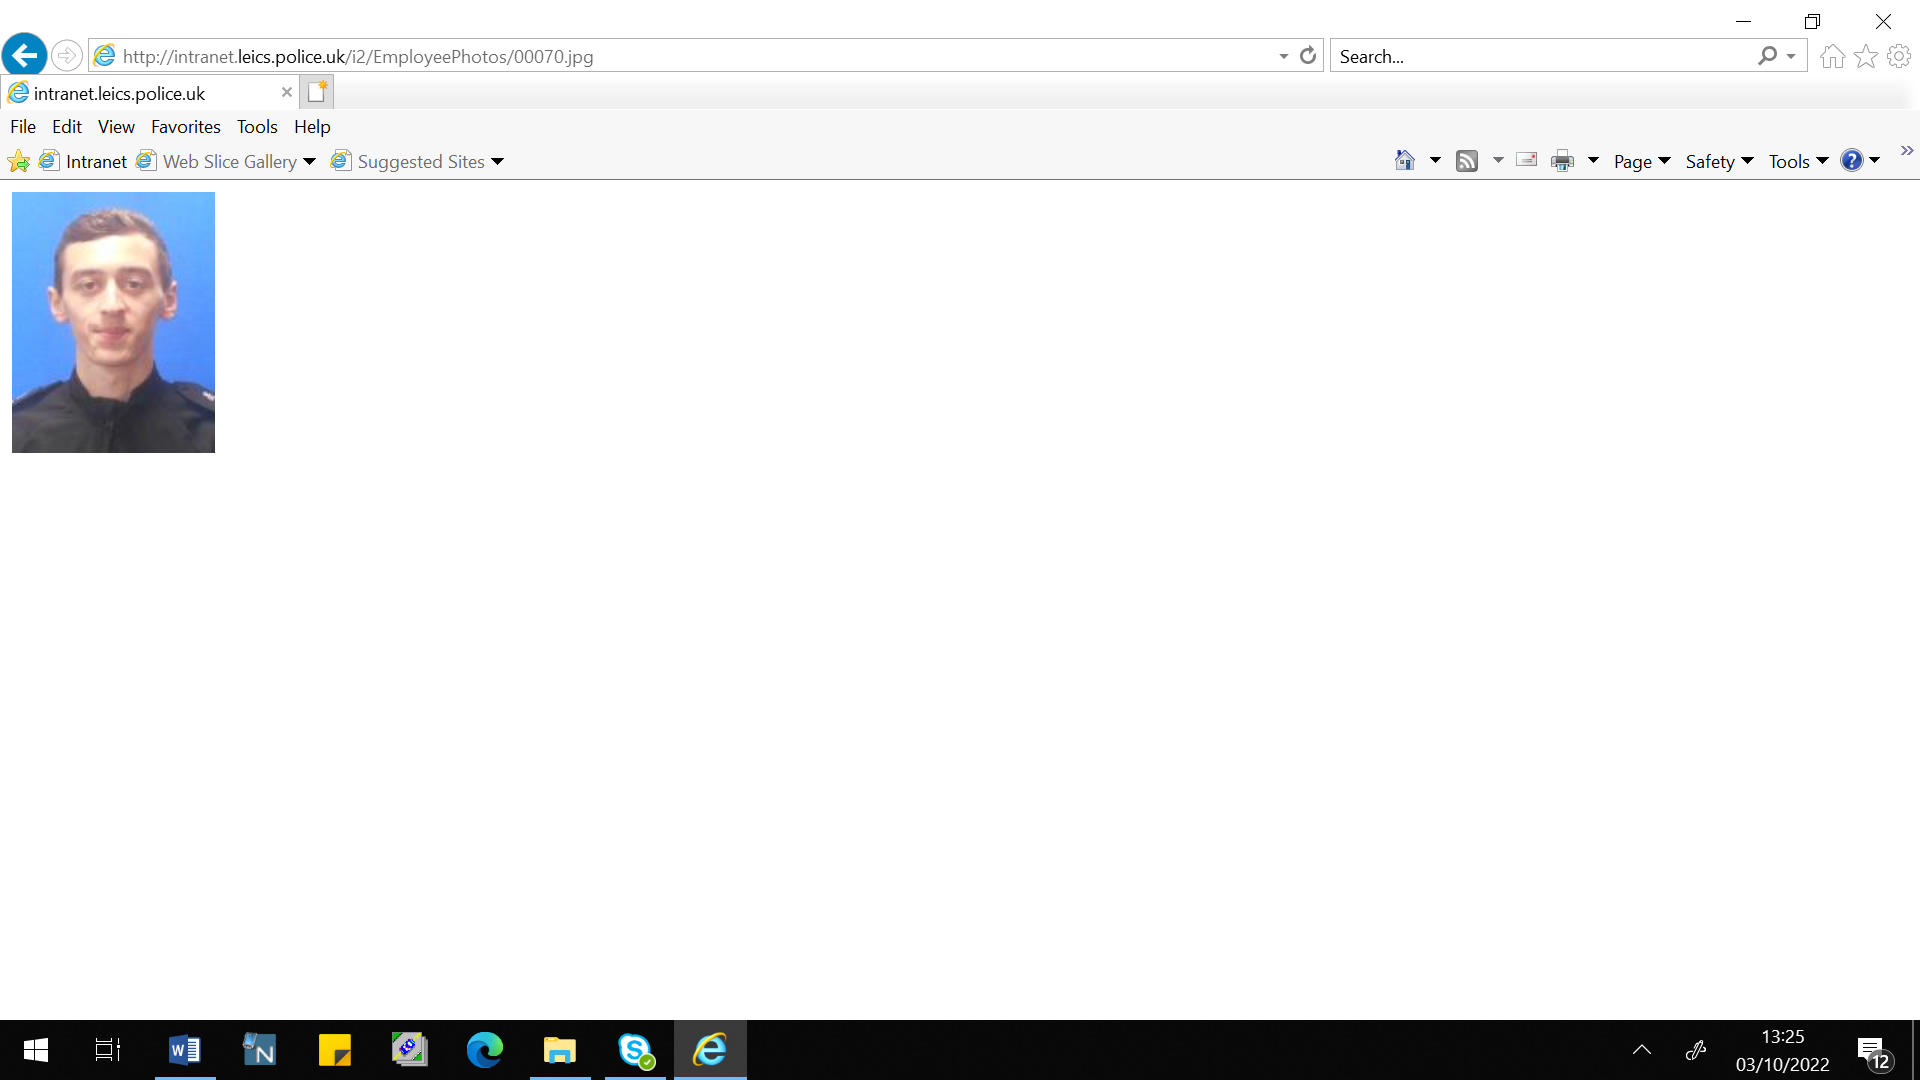 http://intranet.leics.police.uk/i2/EmployeePhotos/00070.jpg
Search...
intranet.leics.police.uk
File Edit View Favorites Tools Help
Intranet Web Slice Gallery Suggested Sites
Page Safety Tools
13:25
03/10/2022
12